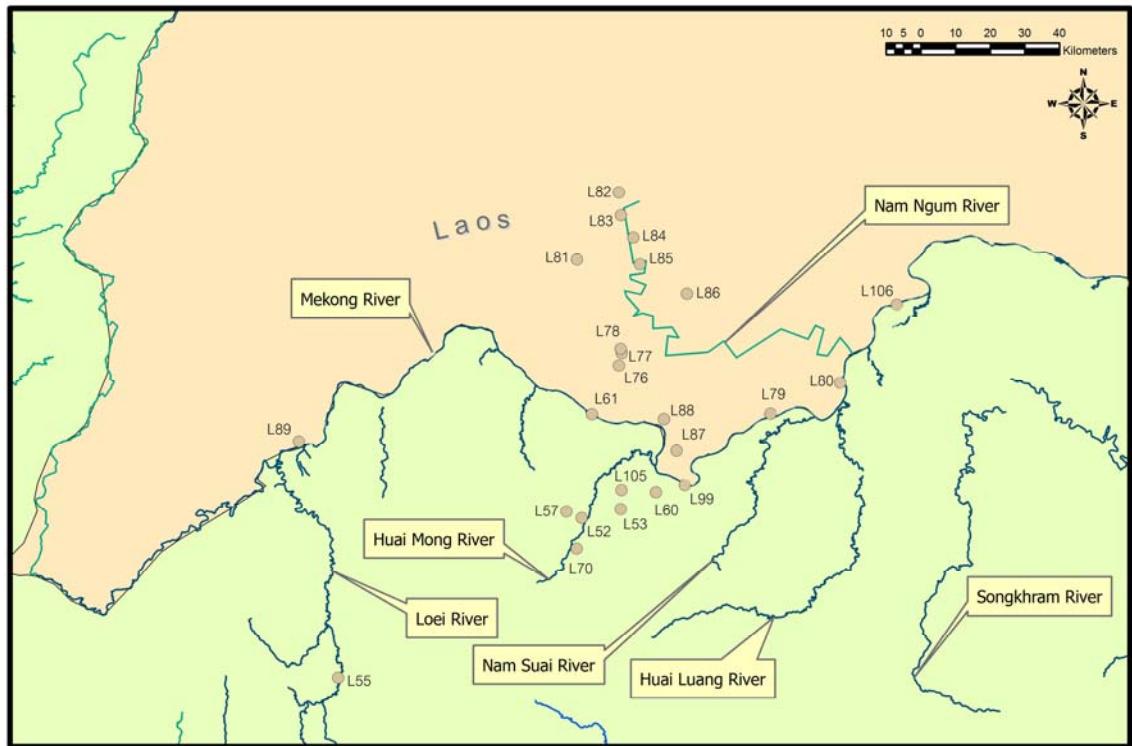 10 5 0 10 20 30 40
Kilometers
N
W E
S
L82
Nam Ngum River
L83
Laos
L84
L81
L85
L86
Mekong River
L106
L78
L77
L76
L80
L61
L79
L88
L89
L87
L105
L99
L60
L57
L53
L52
Huai Mong River
L70
Songkhram River
Loei River
Nam Suai River
Huai Luang River
L55